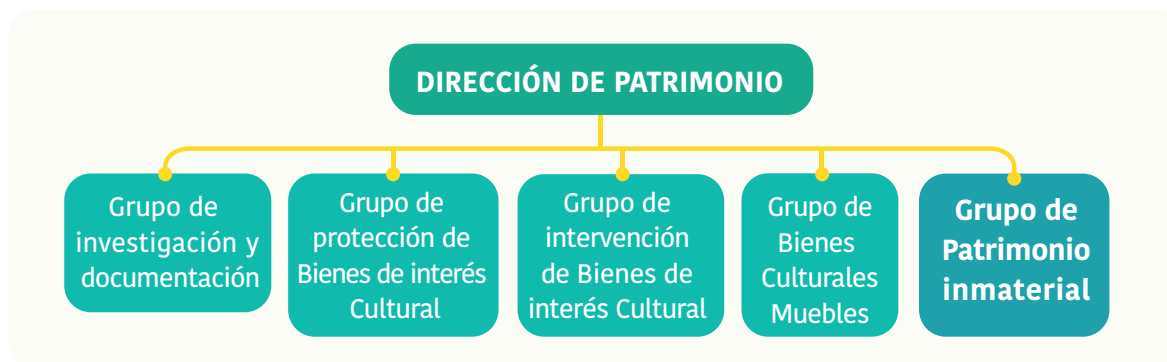 DIRECCIÓN DE PATRIMONIO
Grupo de
investigación y
documentación
Grupo de
protección de
Bienes de interés
Cultural
Grupo de
intervención
de Bienes de
interés Cultural
Grupo de
Bienes
Culturales
Muebles
Grupo de
Patrimonio
inmaterial